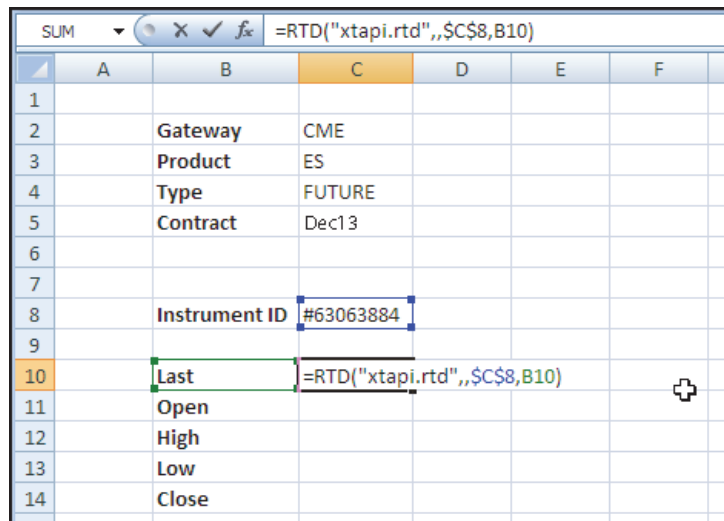 SUM fx =RTD("xtapi.rtd",,$C$8,B10)
A B C D E F
1
2 Gateway CME
3 Product ES
4 Type FUTURE
5 Contract Dec13
6
7
8 Instrument ID #63063884
9
10 Last =RTD("xtapi.rtd",,$C$8,B10)
11 Open
12 High
13 Low
14 Close